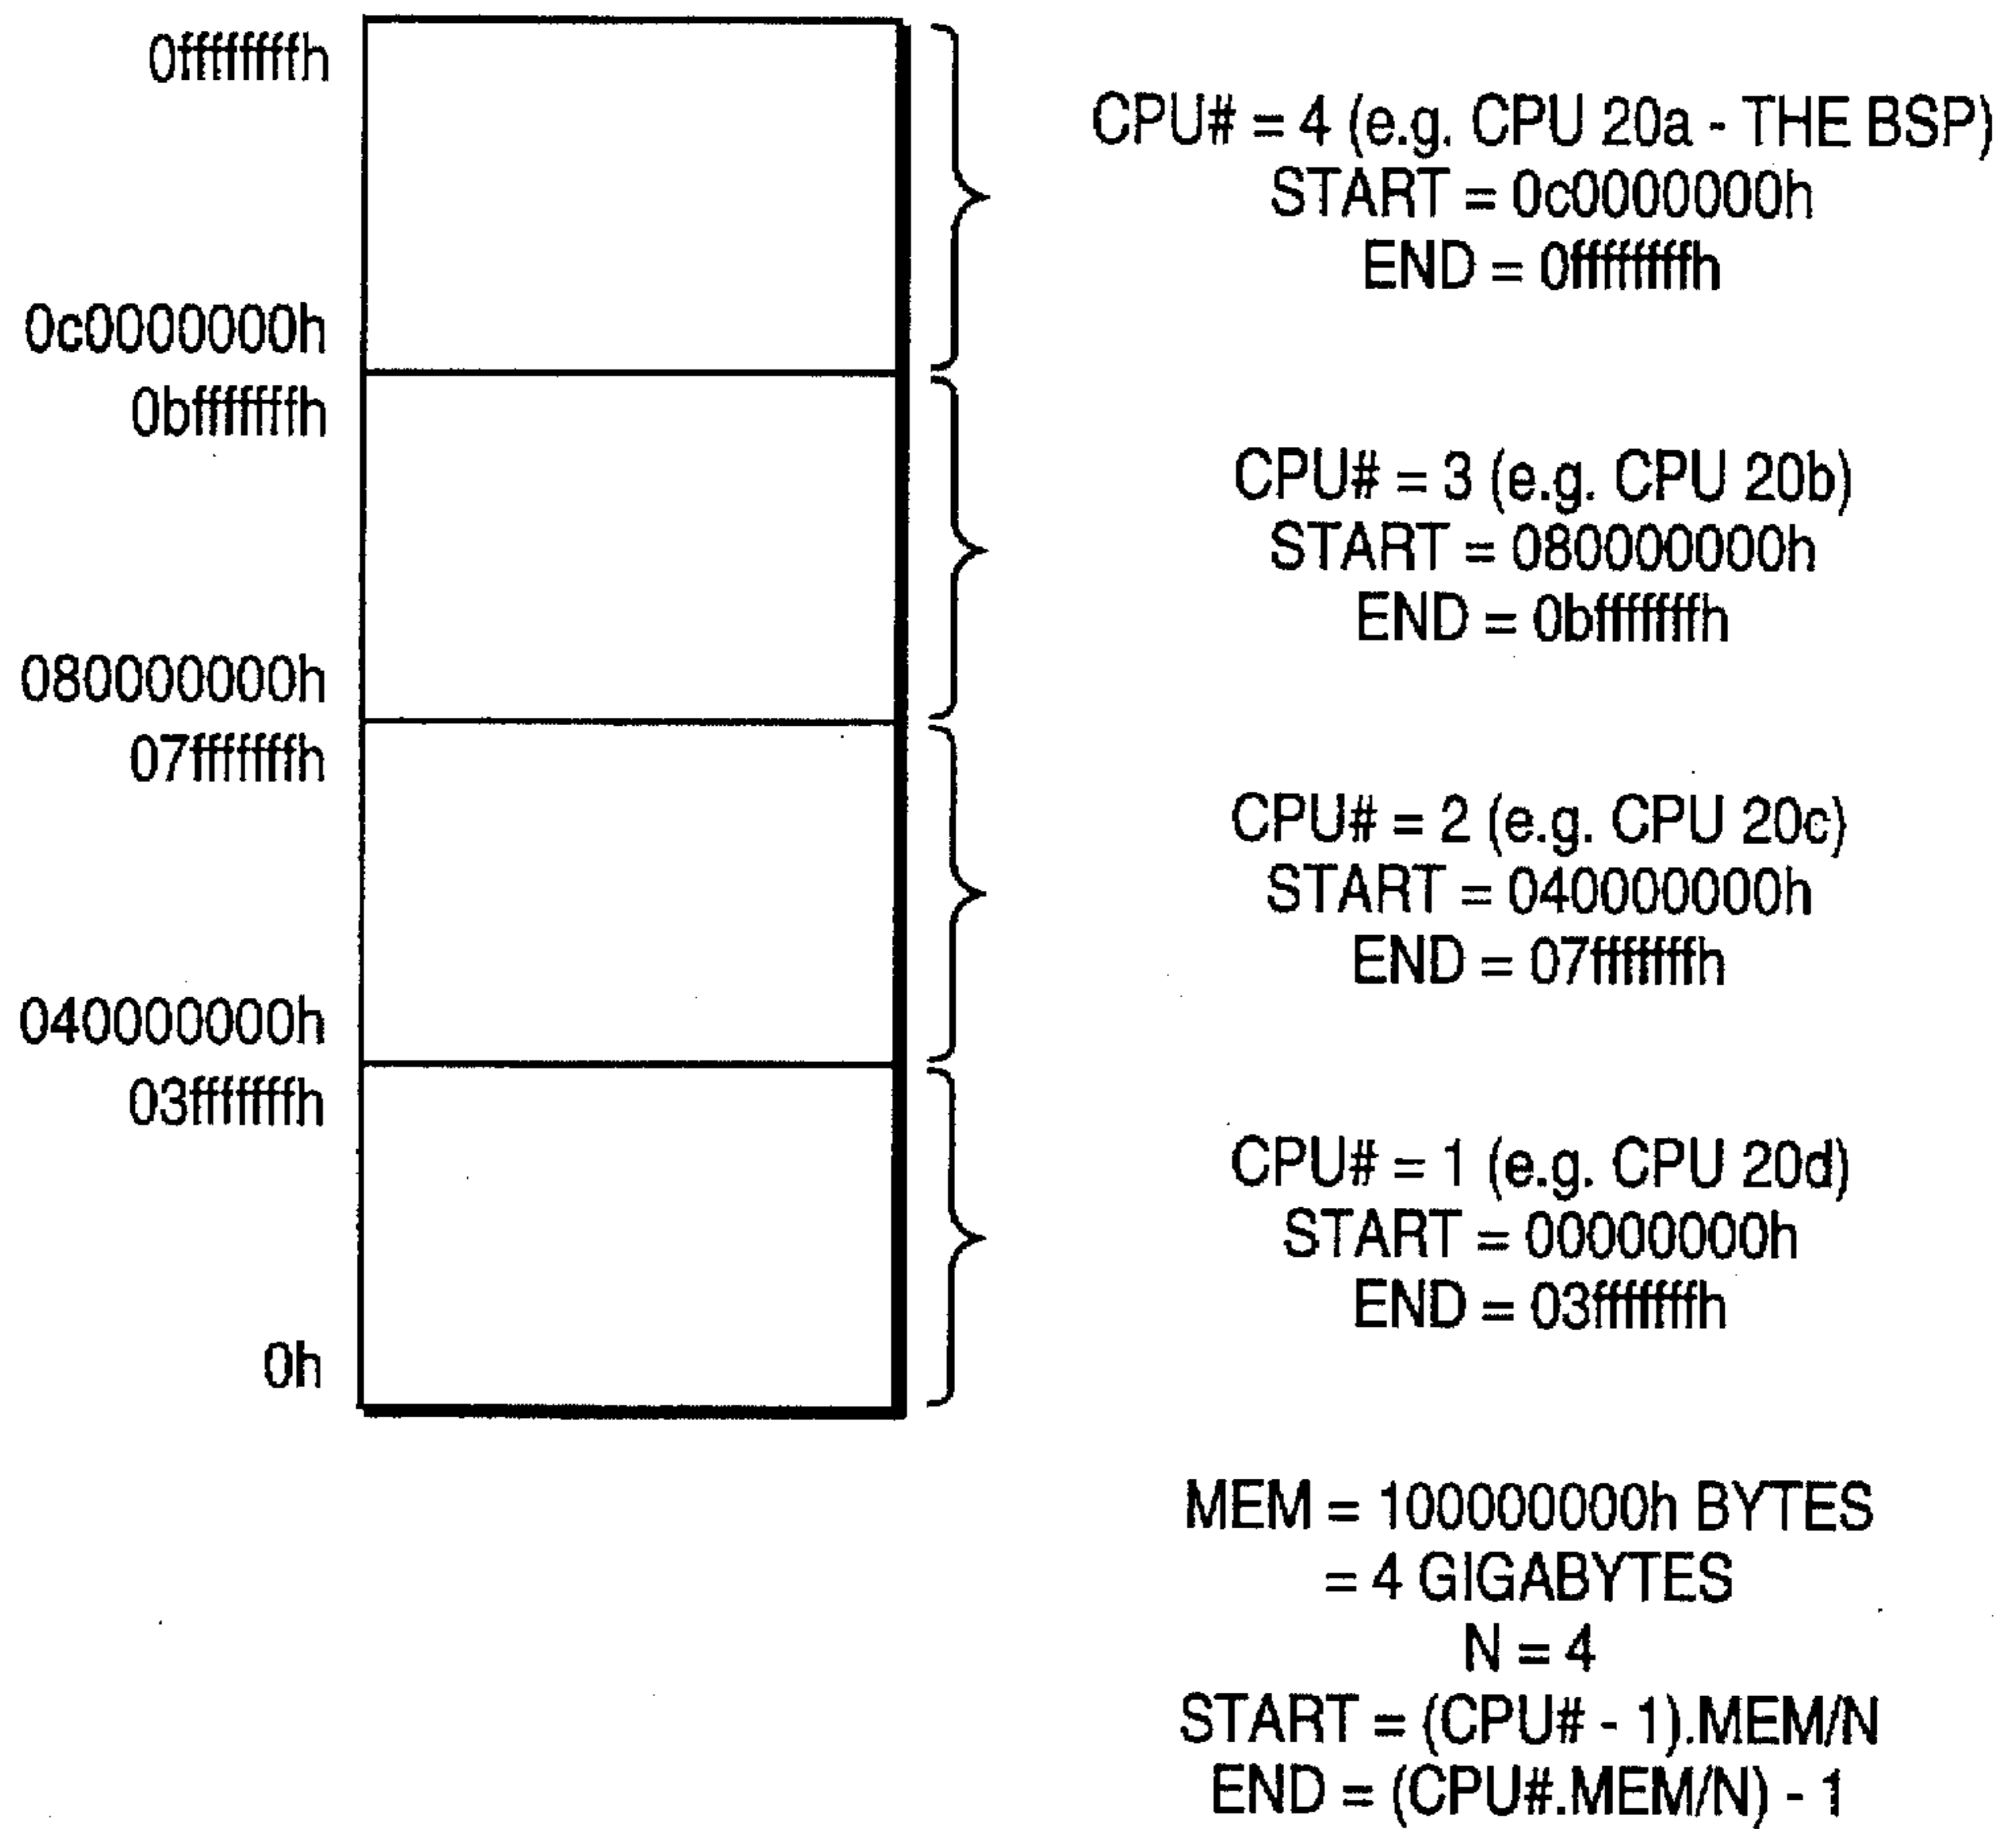 0ffffffffh
0c0000000h
0bfffffffh
080000000h
07fffffffh
040000000h
03fffffffh
0h
CPU# = 4 (e.g. CPU 20a - THE BSP)
START = 0c0000000h
END = 0ffffffffh
CPU# = 3 (e.g. CPU 20b)
START = 080000000h
END = 0bfffffffh
CPU# = 2 (e.g. CPU 20c)
START = 040000000h
END = 07fffffffh
CPU# = 1 (e.g. CPU 20d)
START = 00000000h
END = 03fffffffh
MEM = 100000000h BYTES
= 4 GIGABYTES
N = 4
START = (CPU# - 1).MEM/N
END = (CPU#.MEM/N) - 1